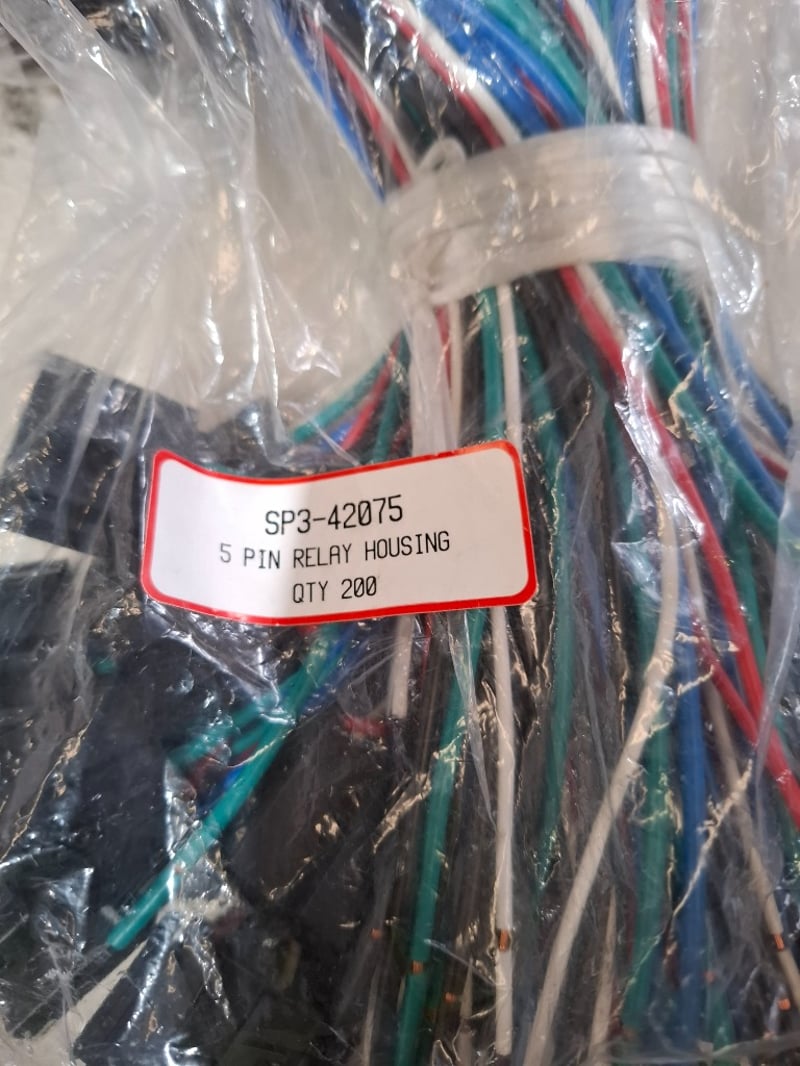 SP3-42075
5 PIN RELAY HOUSING
QTY 200